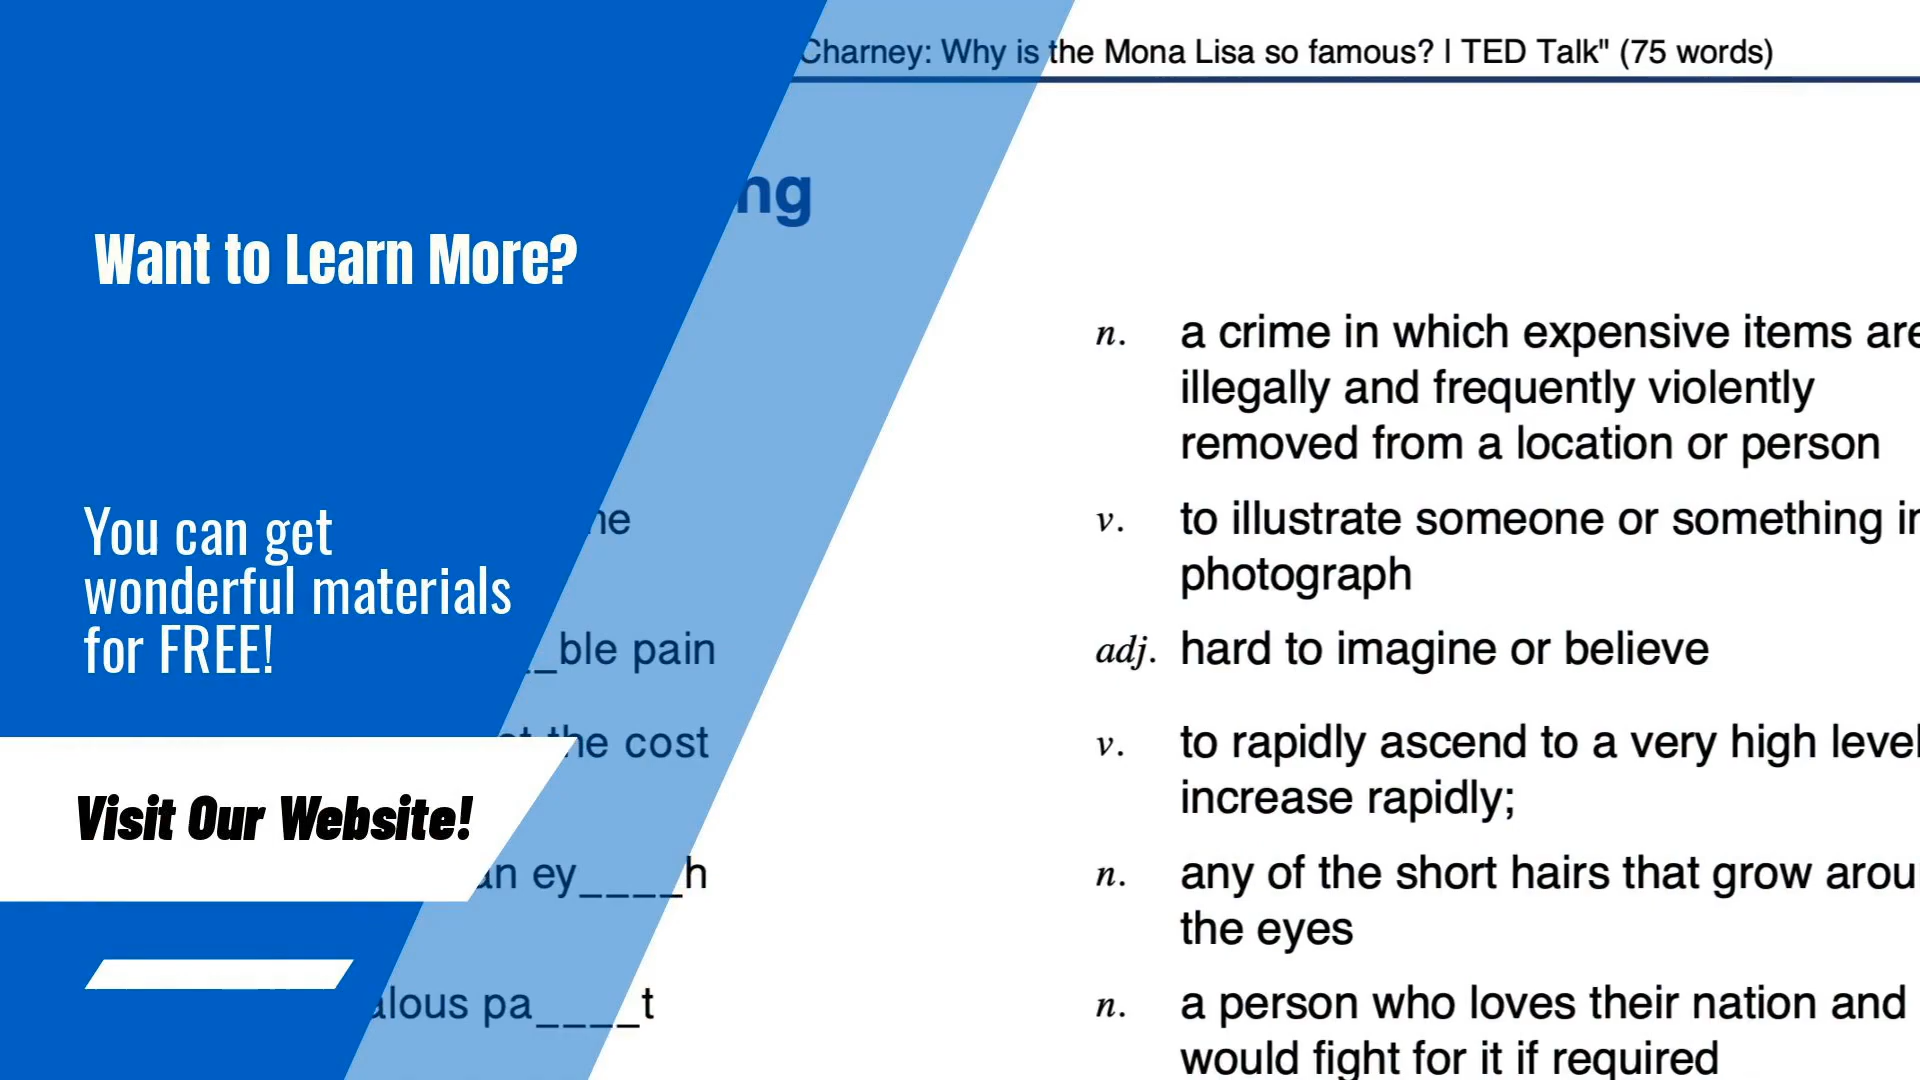 Charney: Why is the Mona Lisa so famous? | TED Talk" (75 words)
Want to Learn More?
You can get
wonderful materials
for FREE!
Visit Our Website!
n. a crime in which expensive items are
illegally and frequently violently
removed from a location or person
v. to illustrate someone or something in
photograph
_ble pain adj. hard to imagine or believe
the cost v. to rapidly ascend to a very high level
increase rapidly;
ey____h n. any of the short hairs that grow
the eyes
pa____t n. a person who loves their nation and
would fight for it if required